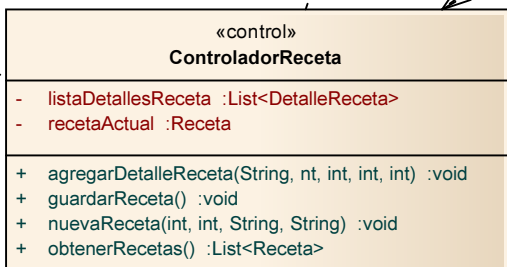 «control»
ControladorReceta
- listaDetallesReceta :List<DetalleReceta>
- recetaActual :Receta
+ agregarDetalleReceta(String, nt, int, int, int) :void
+ guardarReceta() :void
+ nuevaReceta(int, int, String, String) :void
+ obtenerRecetas() :List<Receta>